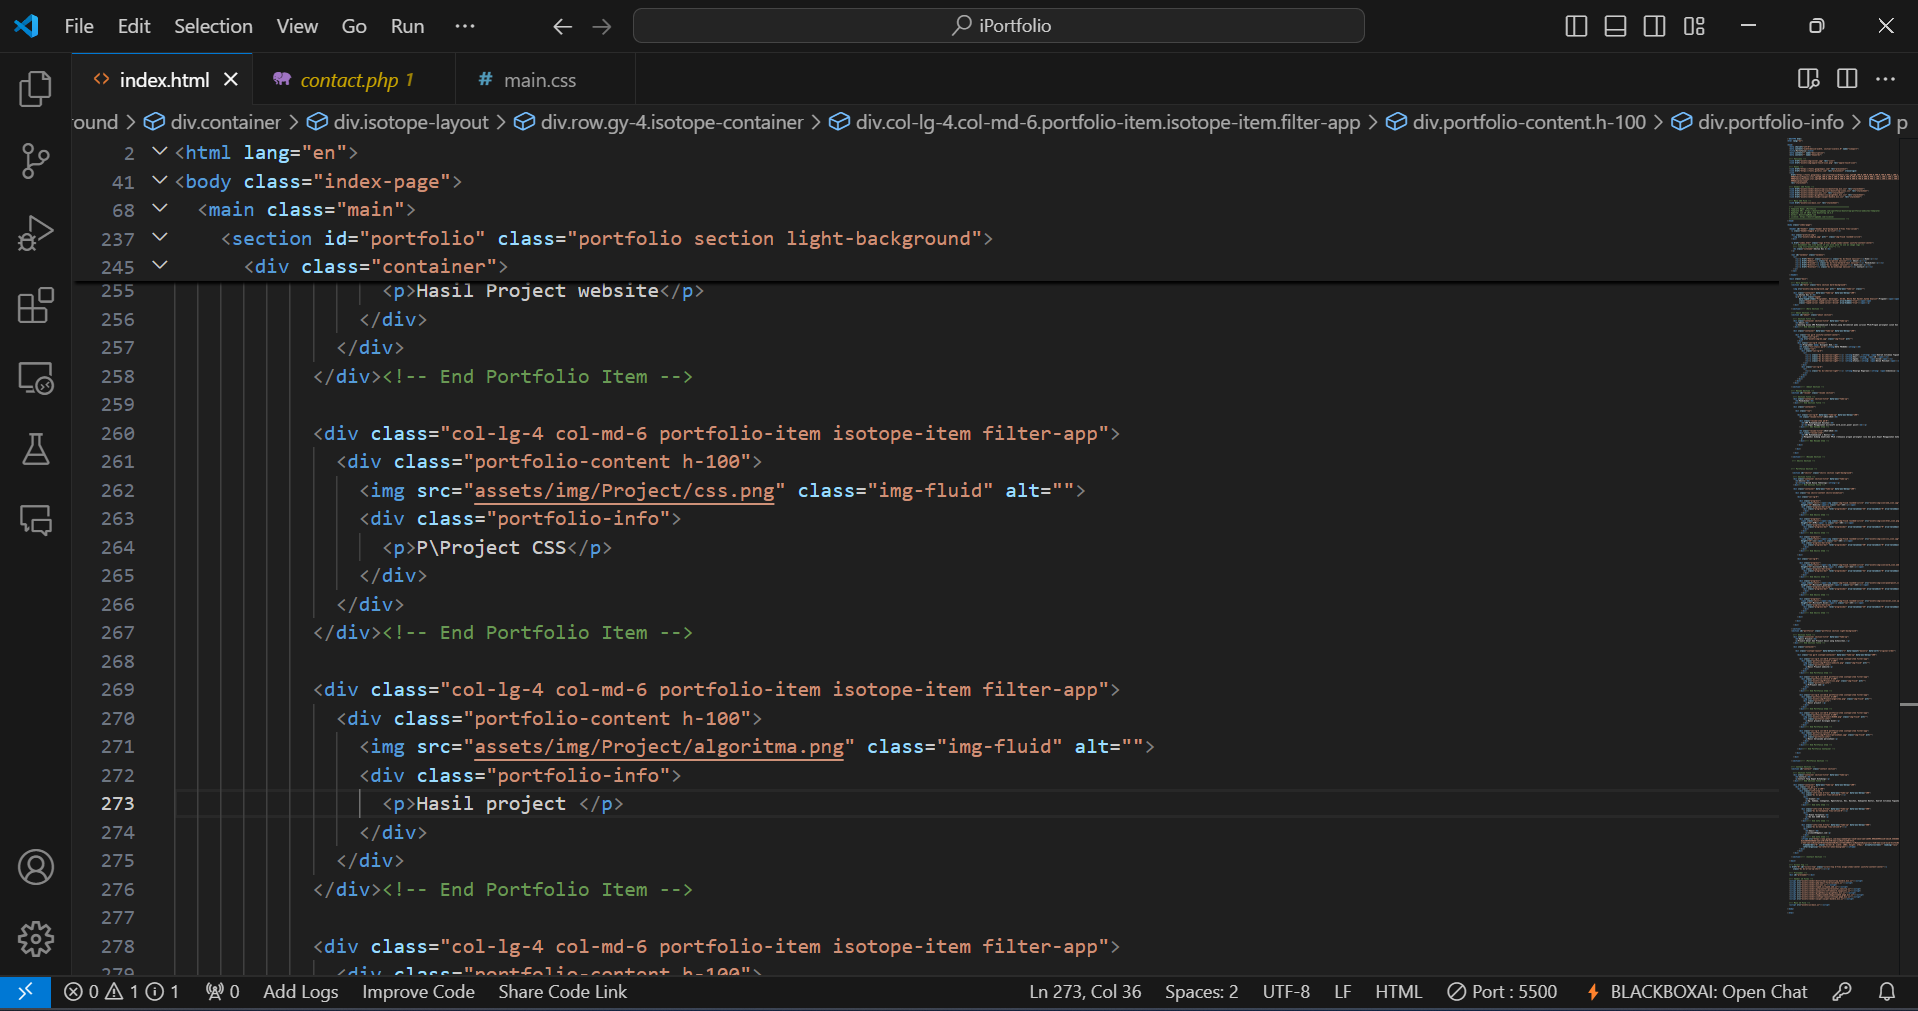 File Edit Selection View Go Run ··· iPortfolio
index.html contact.php 1 # main.css
round > div.container > div.isotope-layout > div.row.gy-4.isotope-container > div.col-lg-4.col-md-6.portfolio-item.isotope-item.filter-app > div.portfolio-content.h-100 > div.portfolio-info > p
2 <html lang="en">
41 <body class="index-page">
68 <main class="main">
237 <section id="portfolio" class="portfolio section light-background">
245 <div class="container">
255 <p>Hasil Project website</p>
256 </div>
257 </div>
258 </div><!-- End Portfolio Item -->
259
260 <div class="col-lg-4 col-md-6 portfolio-item isotope-item filter-app">
261 <div class="portfolio-content h-100">
262 <img src="assets/img/Project/css.png" class="img-fluid" alt="">
263 <div class="portfolio-info">
264 <p>P\Project CSS</p>
265 </div>
266 </div>
267 </div><!-- End Portfolio Item -->
268
269 <div class="col-lg-4 col-md-6 portfolio-item isotope-item filter-app">
270 <div class="portfolio-content h-100">
271 <img src="assets/img/Project/algoritma.png" class="img-fluid" alt="">
272 <div class="portfolio-info">
273 <p>Hasil project </p>
274 </div>
275 </div>
276 </div><!-- End Portfolio Item -->
277
278 <div class="col-lg-4 col-md-6 portfolio-item isotope-item filter-app">
279 <div class="portfolio-content h-100">
0 1 1 0 Add Logs Improve Code Share Code Link Ln 273, Col 36 Spaces: 2 UTF-8 LF HTML Port : 5500 BLACKBOXAI: Open Chat